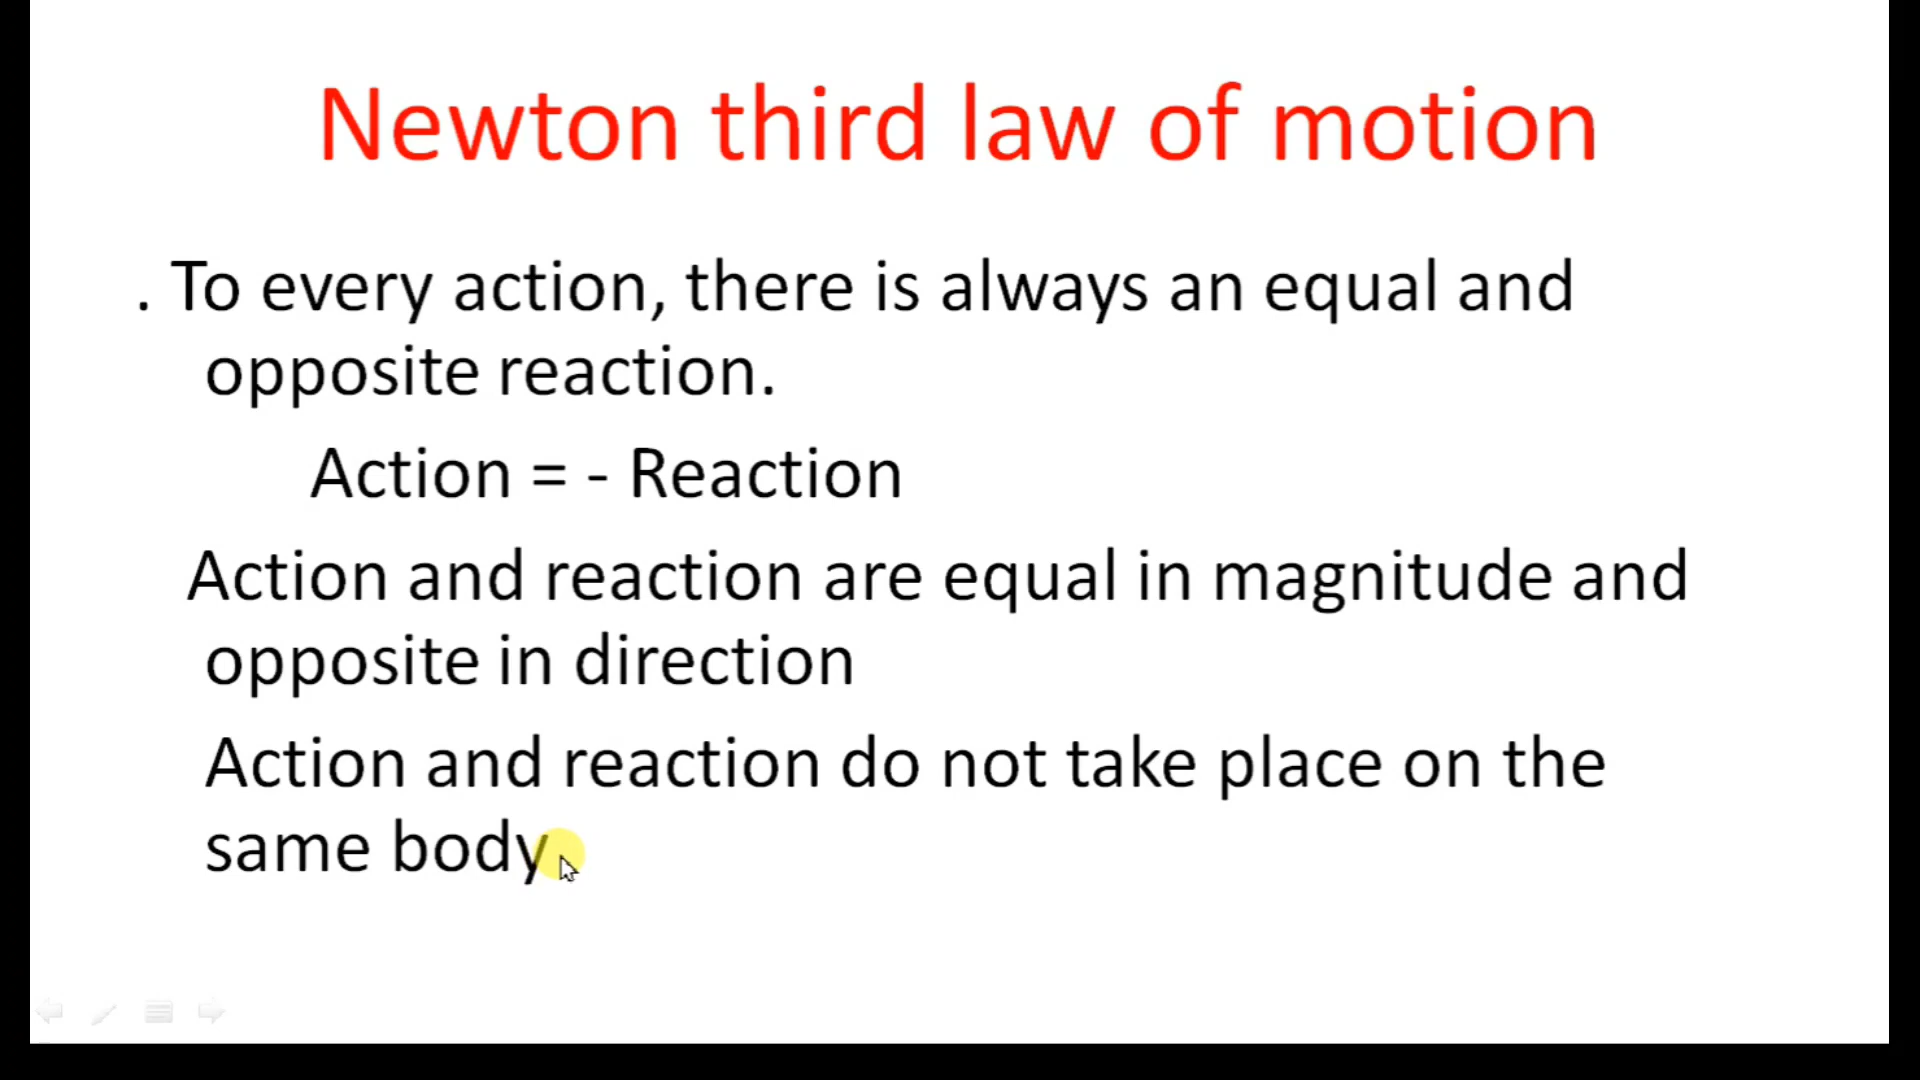 Newton third law of motion
. To every action, there is always an equal and
opposite reaction.
Action = - Reaction
Action and reaction are equal in magnitude and
opposite in direction
Action and reaction do not take place on the
same body